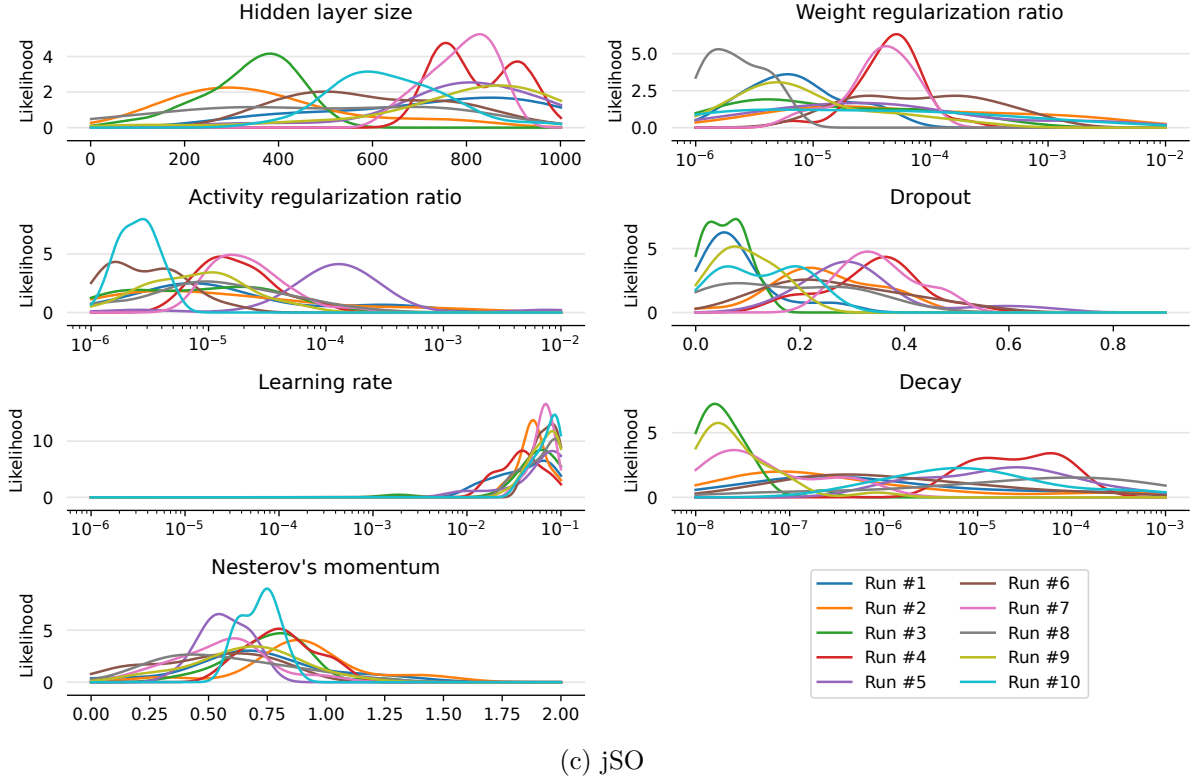 Hidden layer size
Likelihood
4
2
0
0 200 400 600 800 1000
Weight regularization ratio
Likelihood
5.0
2.5
0.0
10⁻⁶ 10⁻⁵ 10⁻⁴ 10⁻³ 10⁻²
Activity regularization ratio
Likelihood
5
0
10⁻⁶ 10⁻⁵ 10⁻⁴ 10⁻³ 10⁻²
Dropout
Likelihood
5
0
0.0 0.2 0.4 0.6 0.8
Learning rate
Likelihood
10
0
10⁻⁶ 10⁻⁵ 10⁻⁴ 10⁻³ 10⁻² 10⁻¹
Decay
Likelihood
5
0
10⁻⁸ 10⁻⁷ 10⁻⁶ 10⁻⁵ 10⁻⁴ 10⁻³
Nesterov's momentum
Likelihood
5
0
0.00 0.25 0.50 0.75 1.00 1.25 1.50 1.75 2.00
Run #1
Run #2
Run #3
Run #4
Run #5
Run #6
Run #7
Run #8
Run #9
Run #10
(c) jSO